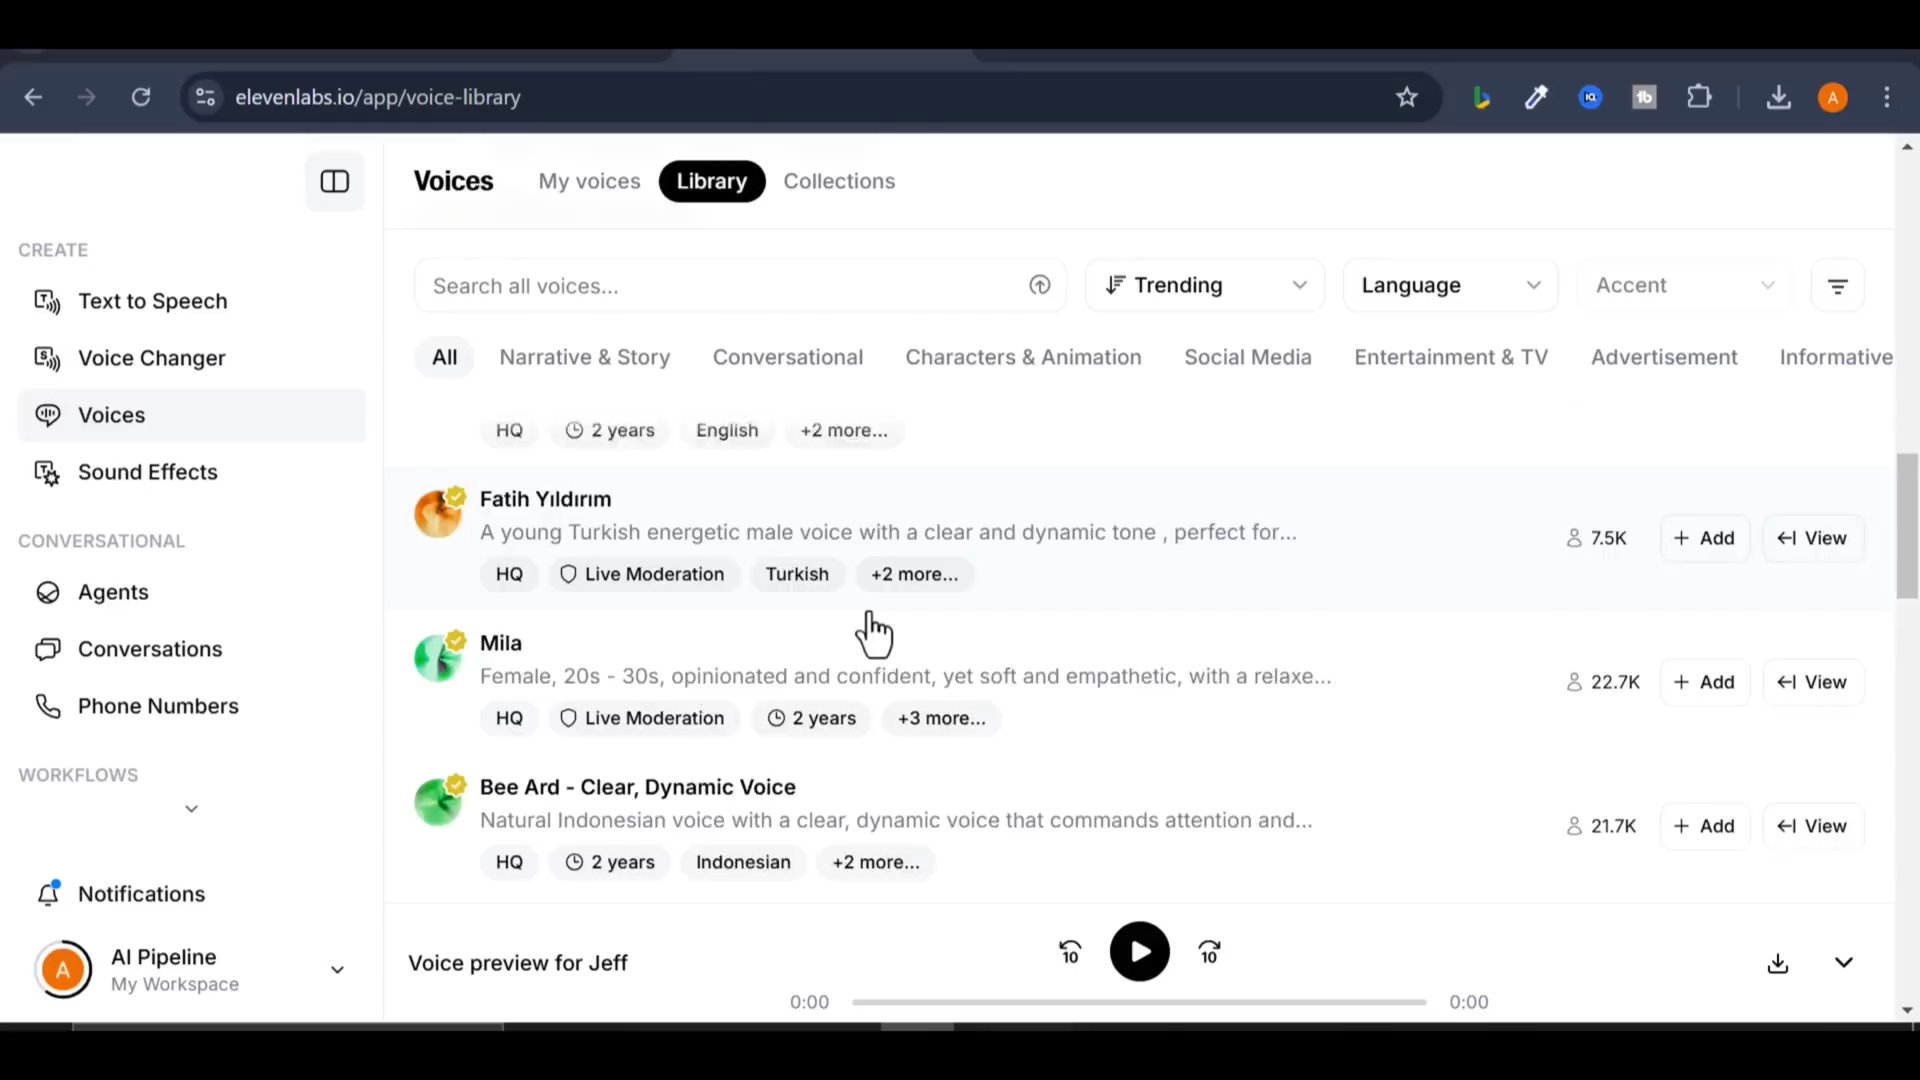 elevenlabs.io/app/voice-library
A
Voices
My voices
Library
Collections
CREATE
Text to Speech
Voice Changer
Voices
Sound Effects
CONVERSATIONAL
Agents
Conversations
Phone Numbers
WORKFLOWS
Notifications
A
AI Pipeline
My Workspace
Search all voices...
Trending
Language
Accent
All
Narrative & Story
Conversational
Characters & Animation
Social Media
Entertainment & TV
Advertisement
Informative
HQ
2 years
English
+2 more...
Fatih Yıldırım
A young Turkish energetic male voice with a clear and dynamic tone , perfect for...
HQ
Live Moderation
Turkish
+2 more...
7.5K
+ Add
View
Mila
Female, 20s - 30s, opinionated and confident, yet soft and empathetic, with a relaxe...
HQ
Live Moderation
2 years
+3 more...
22.7K
+ Add
View
Bee Ard - Clear, Dynamic Voice
Natural Indonesian voice with a clear, dynamic voice that commands attention and...
HQ
2 years
Indonesian
+2 more...
21.7K
+ Add
View
Voice preview for Jeff
10
10
0:00
0:00